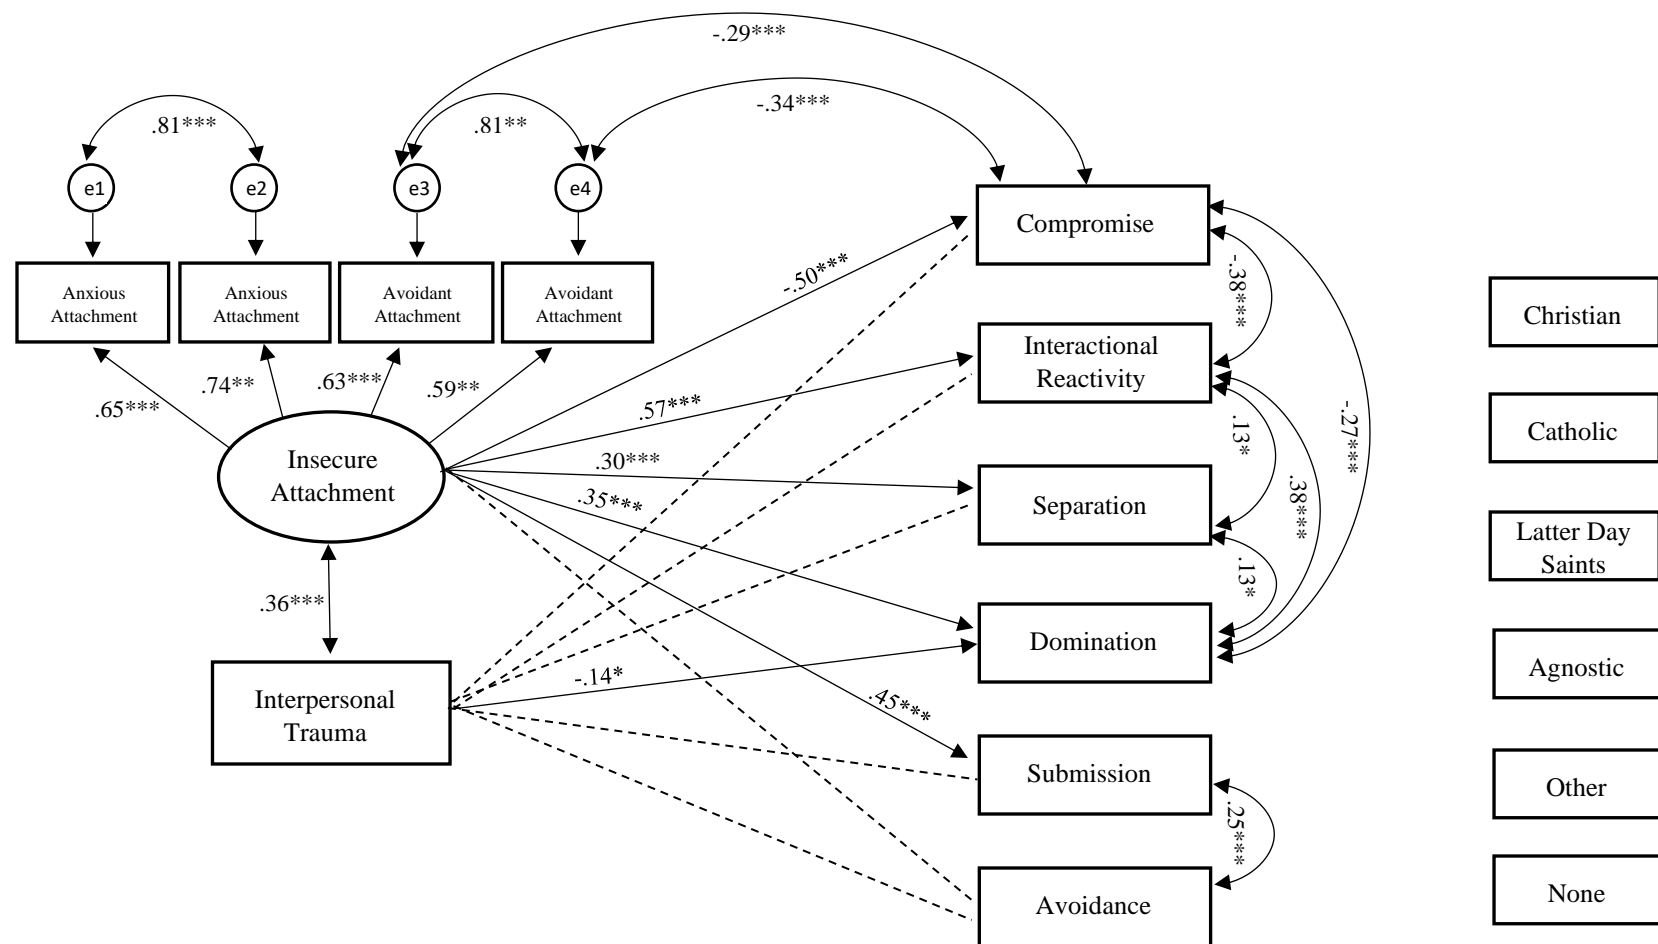 -.29***
-.34***
.81***
.81**
e1
e2
e3
e4
Compromise
Anxious
Attachment
Anxious
Attachment
Avoidant
Attachment
Avoidant
Attachment
-.50***
-.38***
Christian
Interactional
Reactivity
.65***
.74**
.63***
.59**
.57***
.13*
-.27***
Catholic
Insecure
Attachment
.30***
.35***
Separation
.38***
Latter Day
Saints
.13*
.36***
Domination
Agnostic
Interpersonal
Trauma
-.14*
.45***
Submission
Other
.25***
Avoidance
None